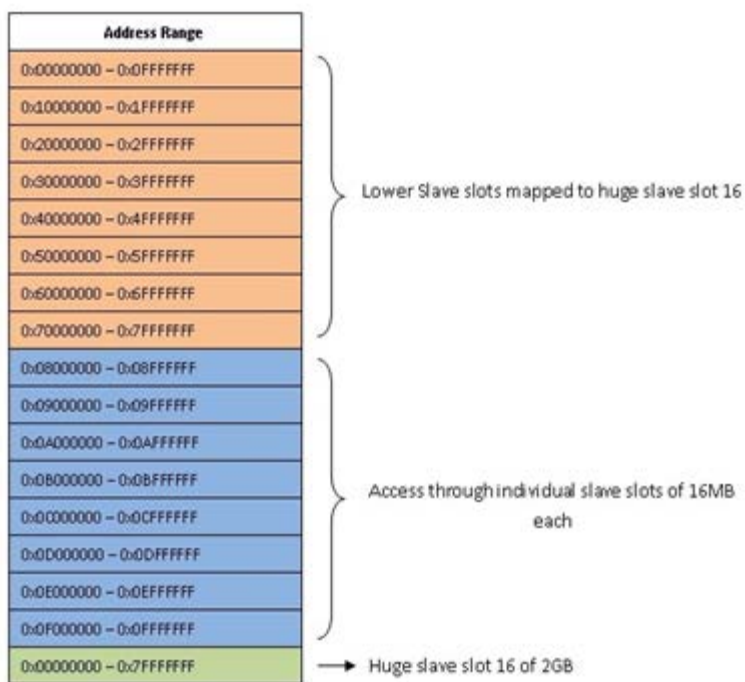 Address Range
0x00000000 – 0x0FFFFFFF
0x10000000 – 0x1FFFFFFF
0x20000000 – 0x2FFFFFFF
0x30000000 – 0x3FFFFFFF
0x40000000 – 0x4FFFFFFF
0x50000000 – 0x5FFFFFFF
0x60000000 – 0x6FFFFFFF
0x70000000 – 0x7FFFFFFF
Lower Slave slots mapped to huge slave slot 16
0x08000000 – 0x08FFFFFF
0x09000000 – 0x09FFFFFF
0x0A000000 – 0x0AFFFFFF
0x0B000000 – 0x0BFFFFFF
0x0C000000 – 0x0CFFFFFF
0x0D000000 – 0x0DFFFFFF
0x0E000000 – 0x0EFFFFFF
0x0F000000 – 0x0FFFFFFF
Access through individual slave slots of 16MB
each
0x00000000 – 0x7FFFFFFF
Huge slave slot 16 of 2GB